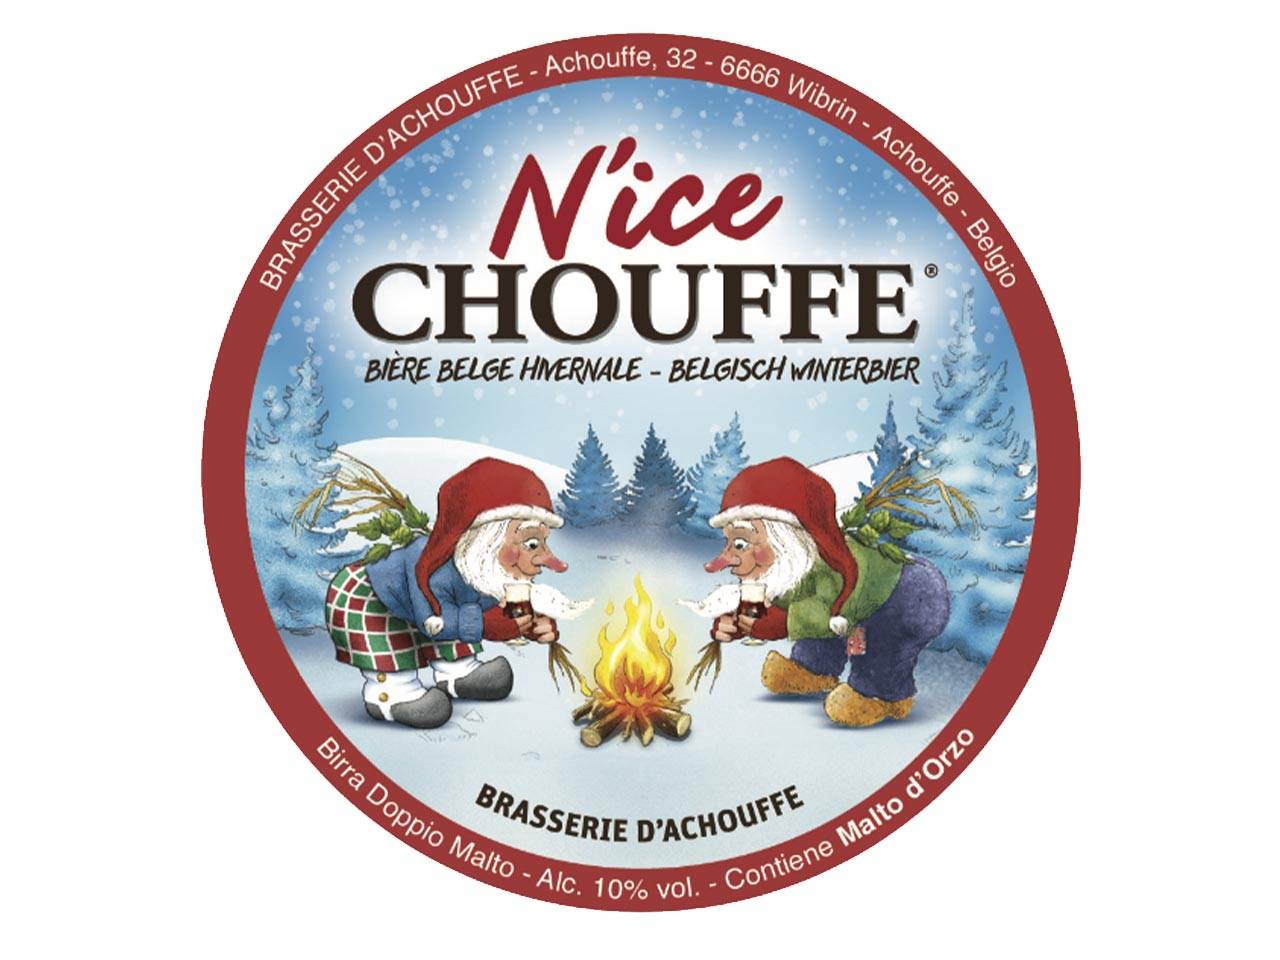 BRASSERIE D'ACHOUFFE - Achouffe, 32 - 6666 Wibrin - Achouffe - Belgio
N'ice
CHOUFFE®
BIÈRE BELGE HIVERNALE - BELGISCH WINTERBIER
BRASSERIE D'ACHOUFFE
Birra Doppio Malto - Alc. 10% vol. - Contiene Malto d'Orzo